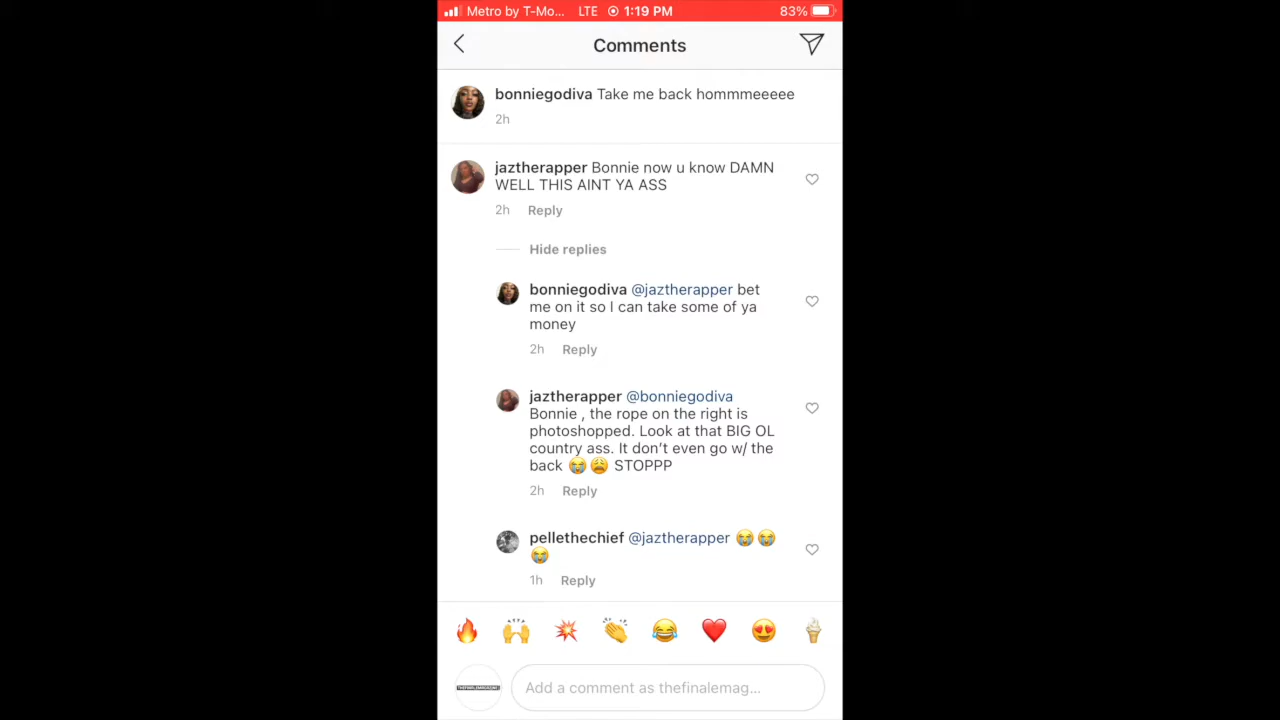 Metro by T-Mo... LTE 1:19 PM 83%
Comments
bonniegodiva Take me back hommmeeeee
2h
jaztherapper Bonnie now u know DAMN
WELL THIS AINT YA ASS
2h Reply
Hide replies
bonniegodiva @jaztherapper bet
me on it so I can take some of ya
money
2h Reply
jaztherapper @bonniegodiva
Bonnie , the rope on the right is
photoshopped. Look at that BIG OL
country ass. It don’t even go w/ the
back 😭 😩 STOPPP
2h Reply
pellethechief @jaztherapper 😭 😭
😭
1h Reply
🔥 🙌 💥 👏 😂 ❤️ 😍 🍦
Add a comment as thefinalemag...